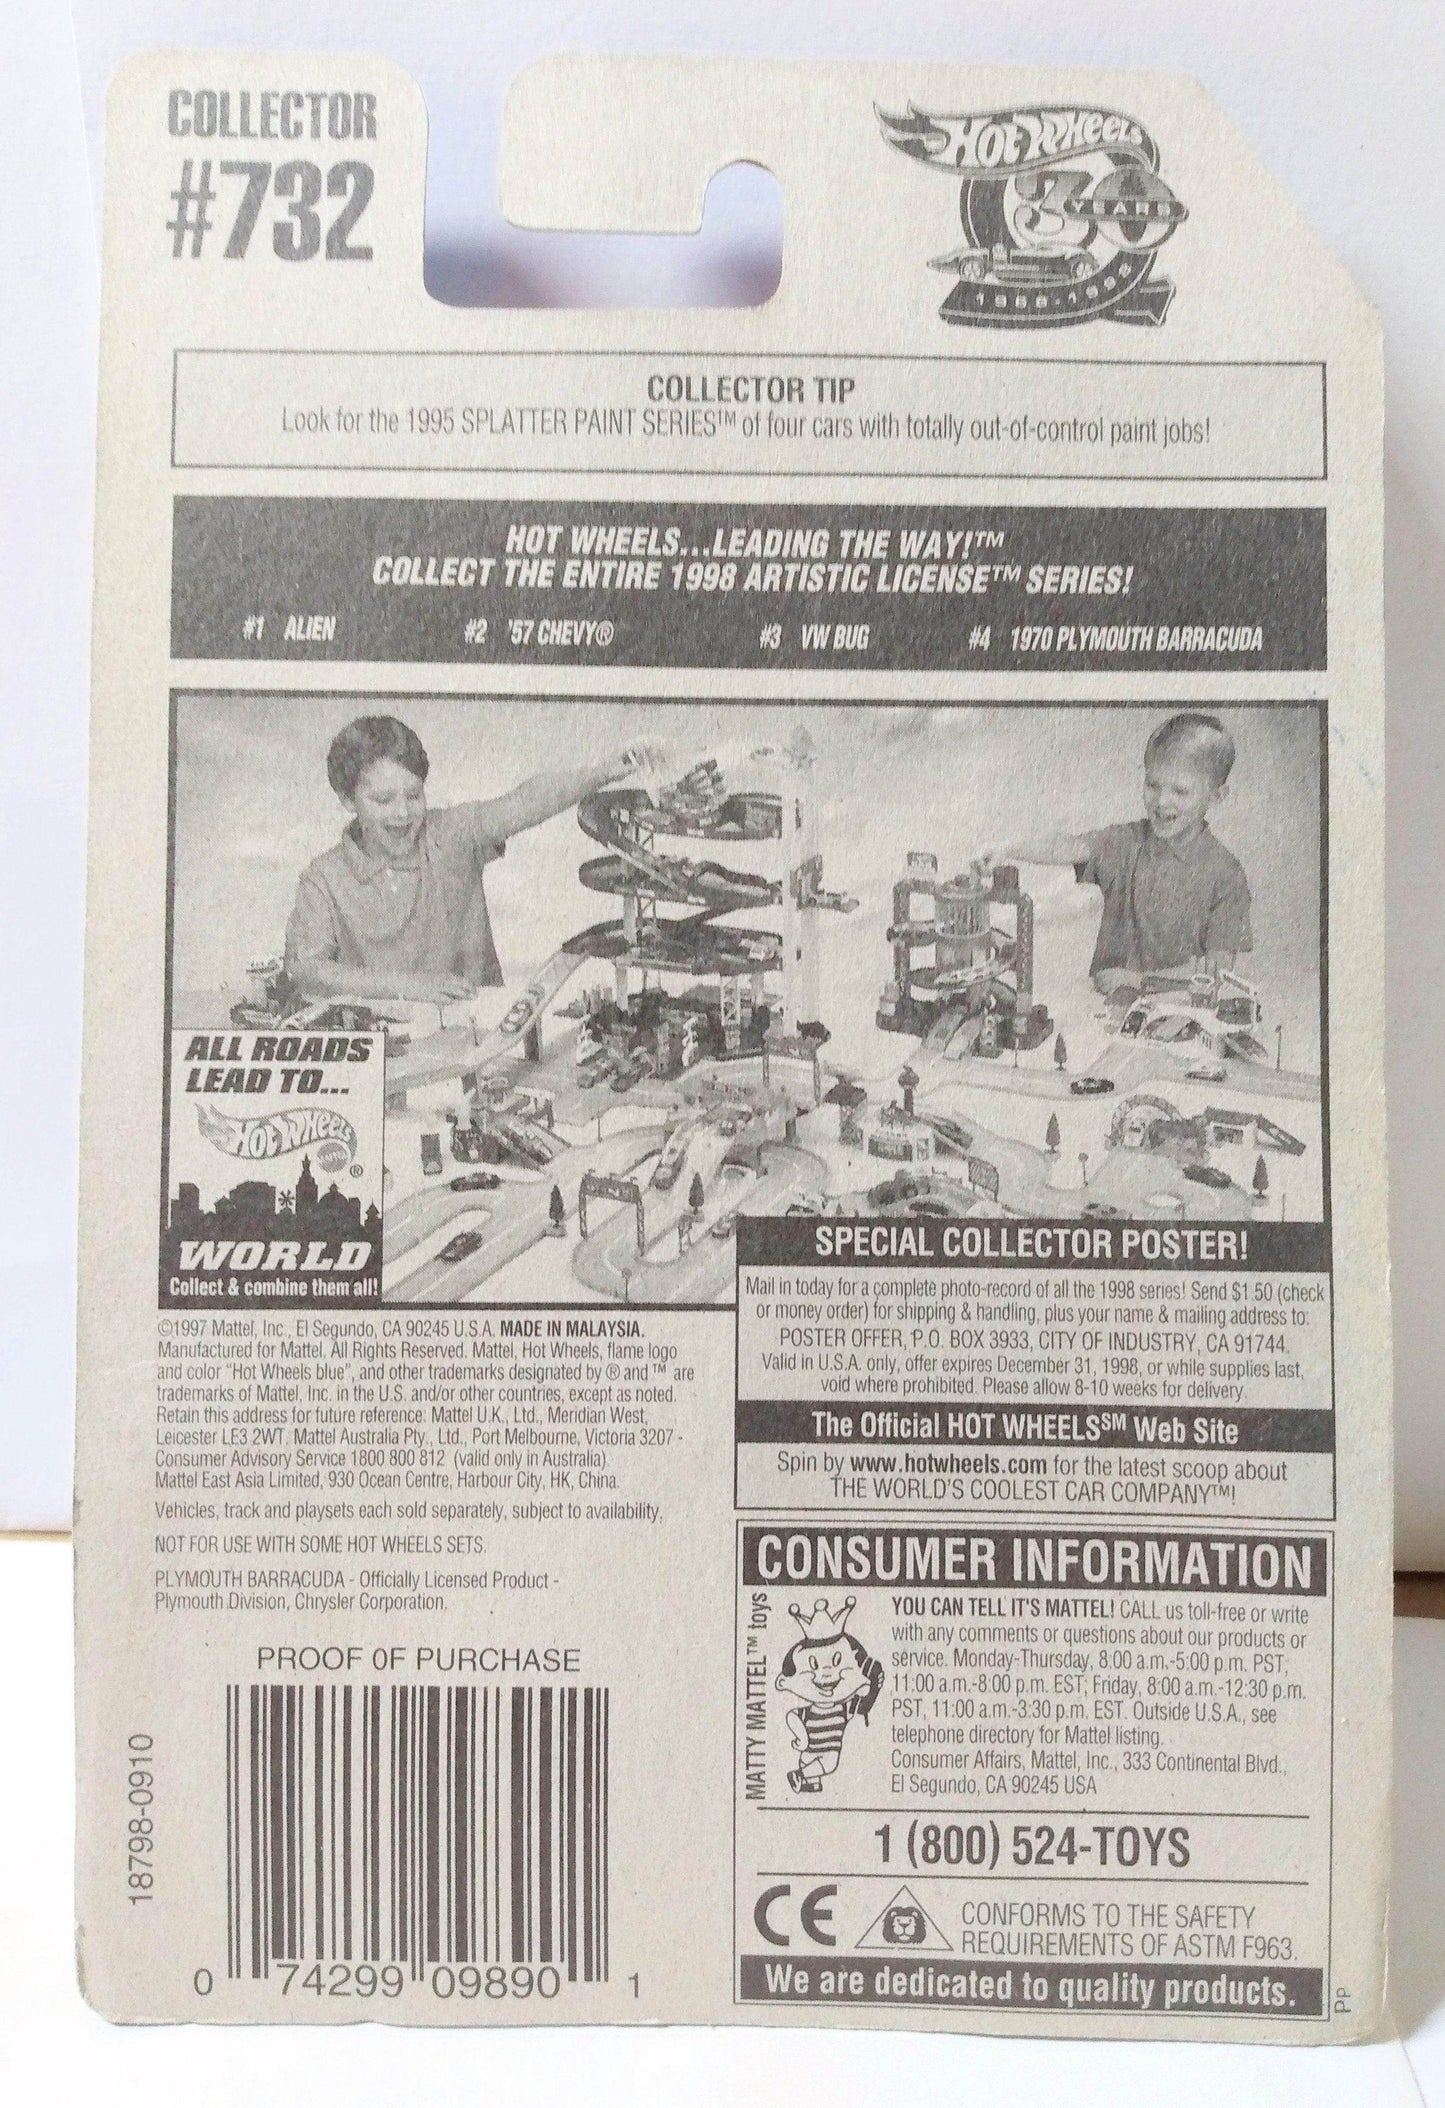 COLLECTOR
#732
HOT WHEELS
30
YEARS
COLLECTOR TIP
Look for the 1995 SPLATTER PAINT SERIES™ of four cars with totally out-of-control paint jobs!
HOT WHEELS...LEADING THE WAY!™
COLLECT THE ENTIRE 1998 ARTISTIC LICENSE™ SERIES!
#1 ALIEN #2 '57 CHEVY® #3 VW BUG #4 1970 PLYMOUTH BARRACUDA
ALL ROADS
LEAD TO...
Hot Wheels
®
WORLD
Collect & combine them all!
©1997 Mattel, Inc., El Segundo, CA 90245 U.S.A. MADE IN MALAYSIA.
Manufactured for Mattel. All Rights Reserved. Mattel, Hot Wheels, flame logo
and color "Hot Wheels blue", and other trademarks designated by ® and ™ are
trademarks of Mattel, Inc. in the U.S. and/or other countries, except as noted.
Retain this address for future reference: Mattel U.K., Ltd., Meridian West,
Leicester LE3 2WT. Mattel Australia Pty., Ltd., Port Melbourne, Victoria 3207 -
Consumer Advisory Service 1800 800 812 (valid only in Australia).
Mattel East Asia Limited, 930 Ocean Centre, Harbour City, HK, China.
Vehicles, track and playsets each sold separately, subject to availability.
NOT FOR USE WITH SOME HOT WHEELS SETS.
PLYMOUTH BARRACUDA - Officially Licensed Product -
Plymouth Division, Chrysler Corporation.
PROOF OF PURCHASE
18798-0910
0 74299 09890 1
SPECIAL COLLECTOR POSTER!
Mail in today for a complete photo-record of all the 1998 series! Send $1.50 (check
or money order) for shipping & handling, plus your name & mailing address to:
POSTER OFFER, P.O. BOX 3933, CITY OF INDUSTRY, CA 91744.
Valid in U.S.A. only, offer expires December 31, 1998, or while supplies last,
void where prohibited. Please allow 8-10 weeks for delivery.
The Official HOT WHEELS℠ Web Site
Spin by www.hotwheels.com for the latest scoop about
THE WORLD'S COOLEST CAR COMPANY™!
CONSUMER INFORMATION
MATTY MATTEL™ toys
YOU CAN TELL IT'S MATTEL! CALL us toll-free or write
with any comments or questions about our products or
service. Monday-Thursday, 8:00 a.m.-5:00 p.m. PST;
11:00 a.m.-8:00 p.m. EST; Friday, 8:00 a.m.-12:30 p.m.
PST, 11:00 a.m.-3:30 p.m. EST. Outside U.S.A., see
telephone directory for Mattel listing.
Consumer Affairs, Mattel, Inc., 333 Continental Blvd.,
El Segundo, CA 90245 USA
1 (800) 524-TOYS
CE
CONFORMS TO THE SAFETY
REQUIREMENTS OF ASTM F963.
We are dedicated to quality products.
PP